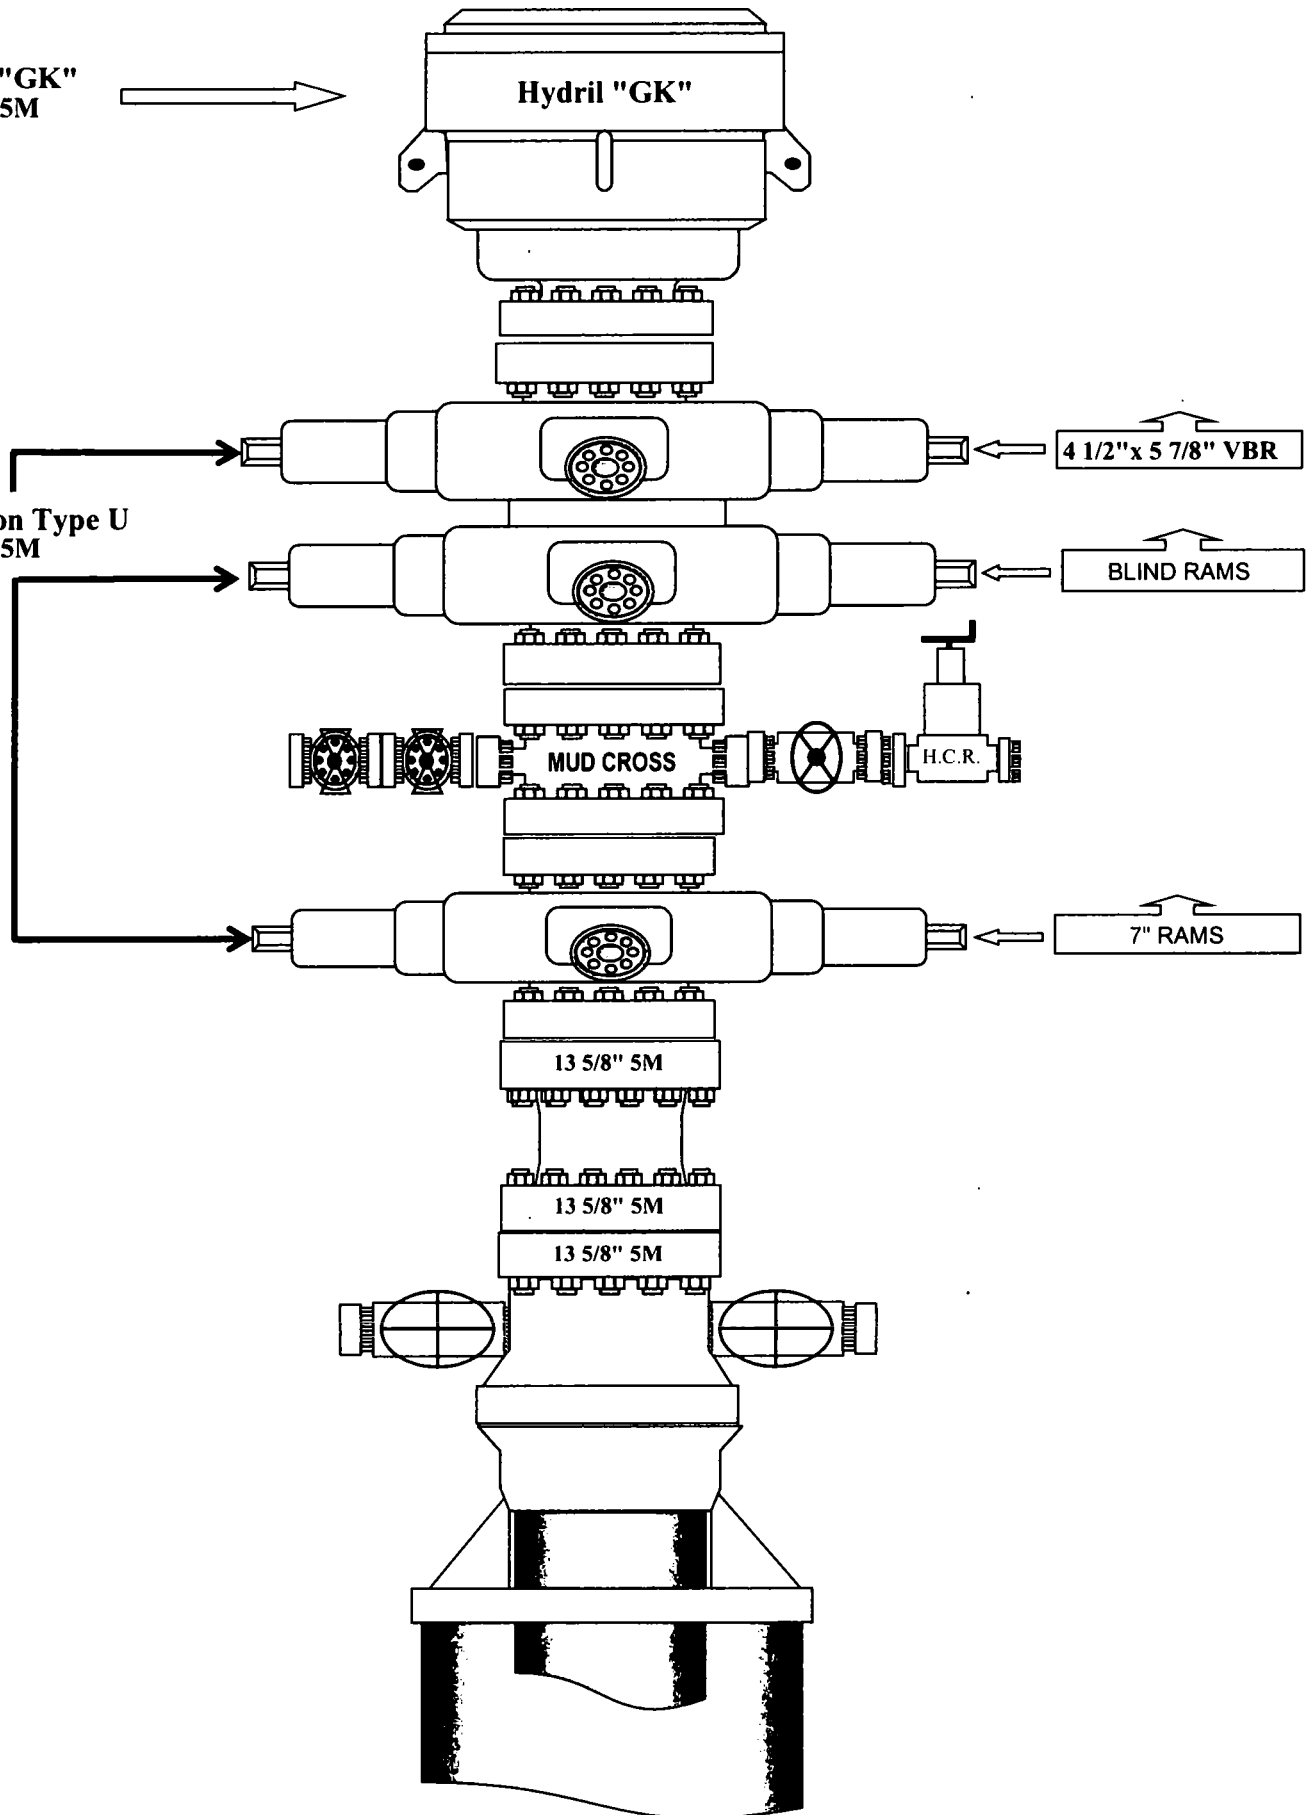 "GK"
5M
Hydril "GK"
4 1/2"x 5 7/8" VBR
on Type U
5M
BLIND RAMS
MUD CROSS
H.C.R.
7" RAMS
13 5/8" 5M
13 5/8" 5M
13 5/8" 5M